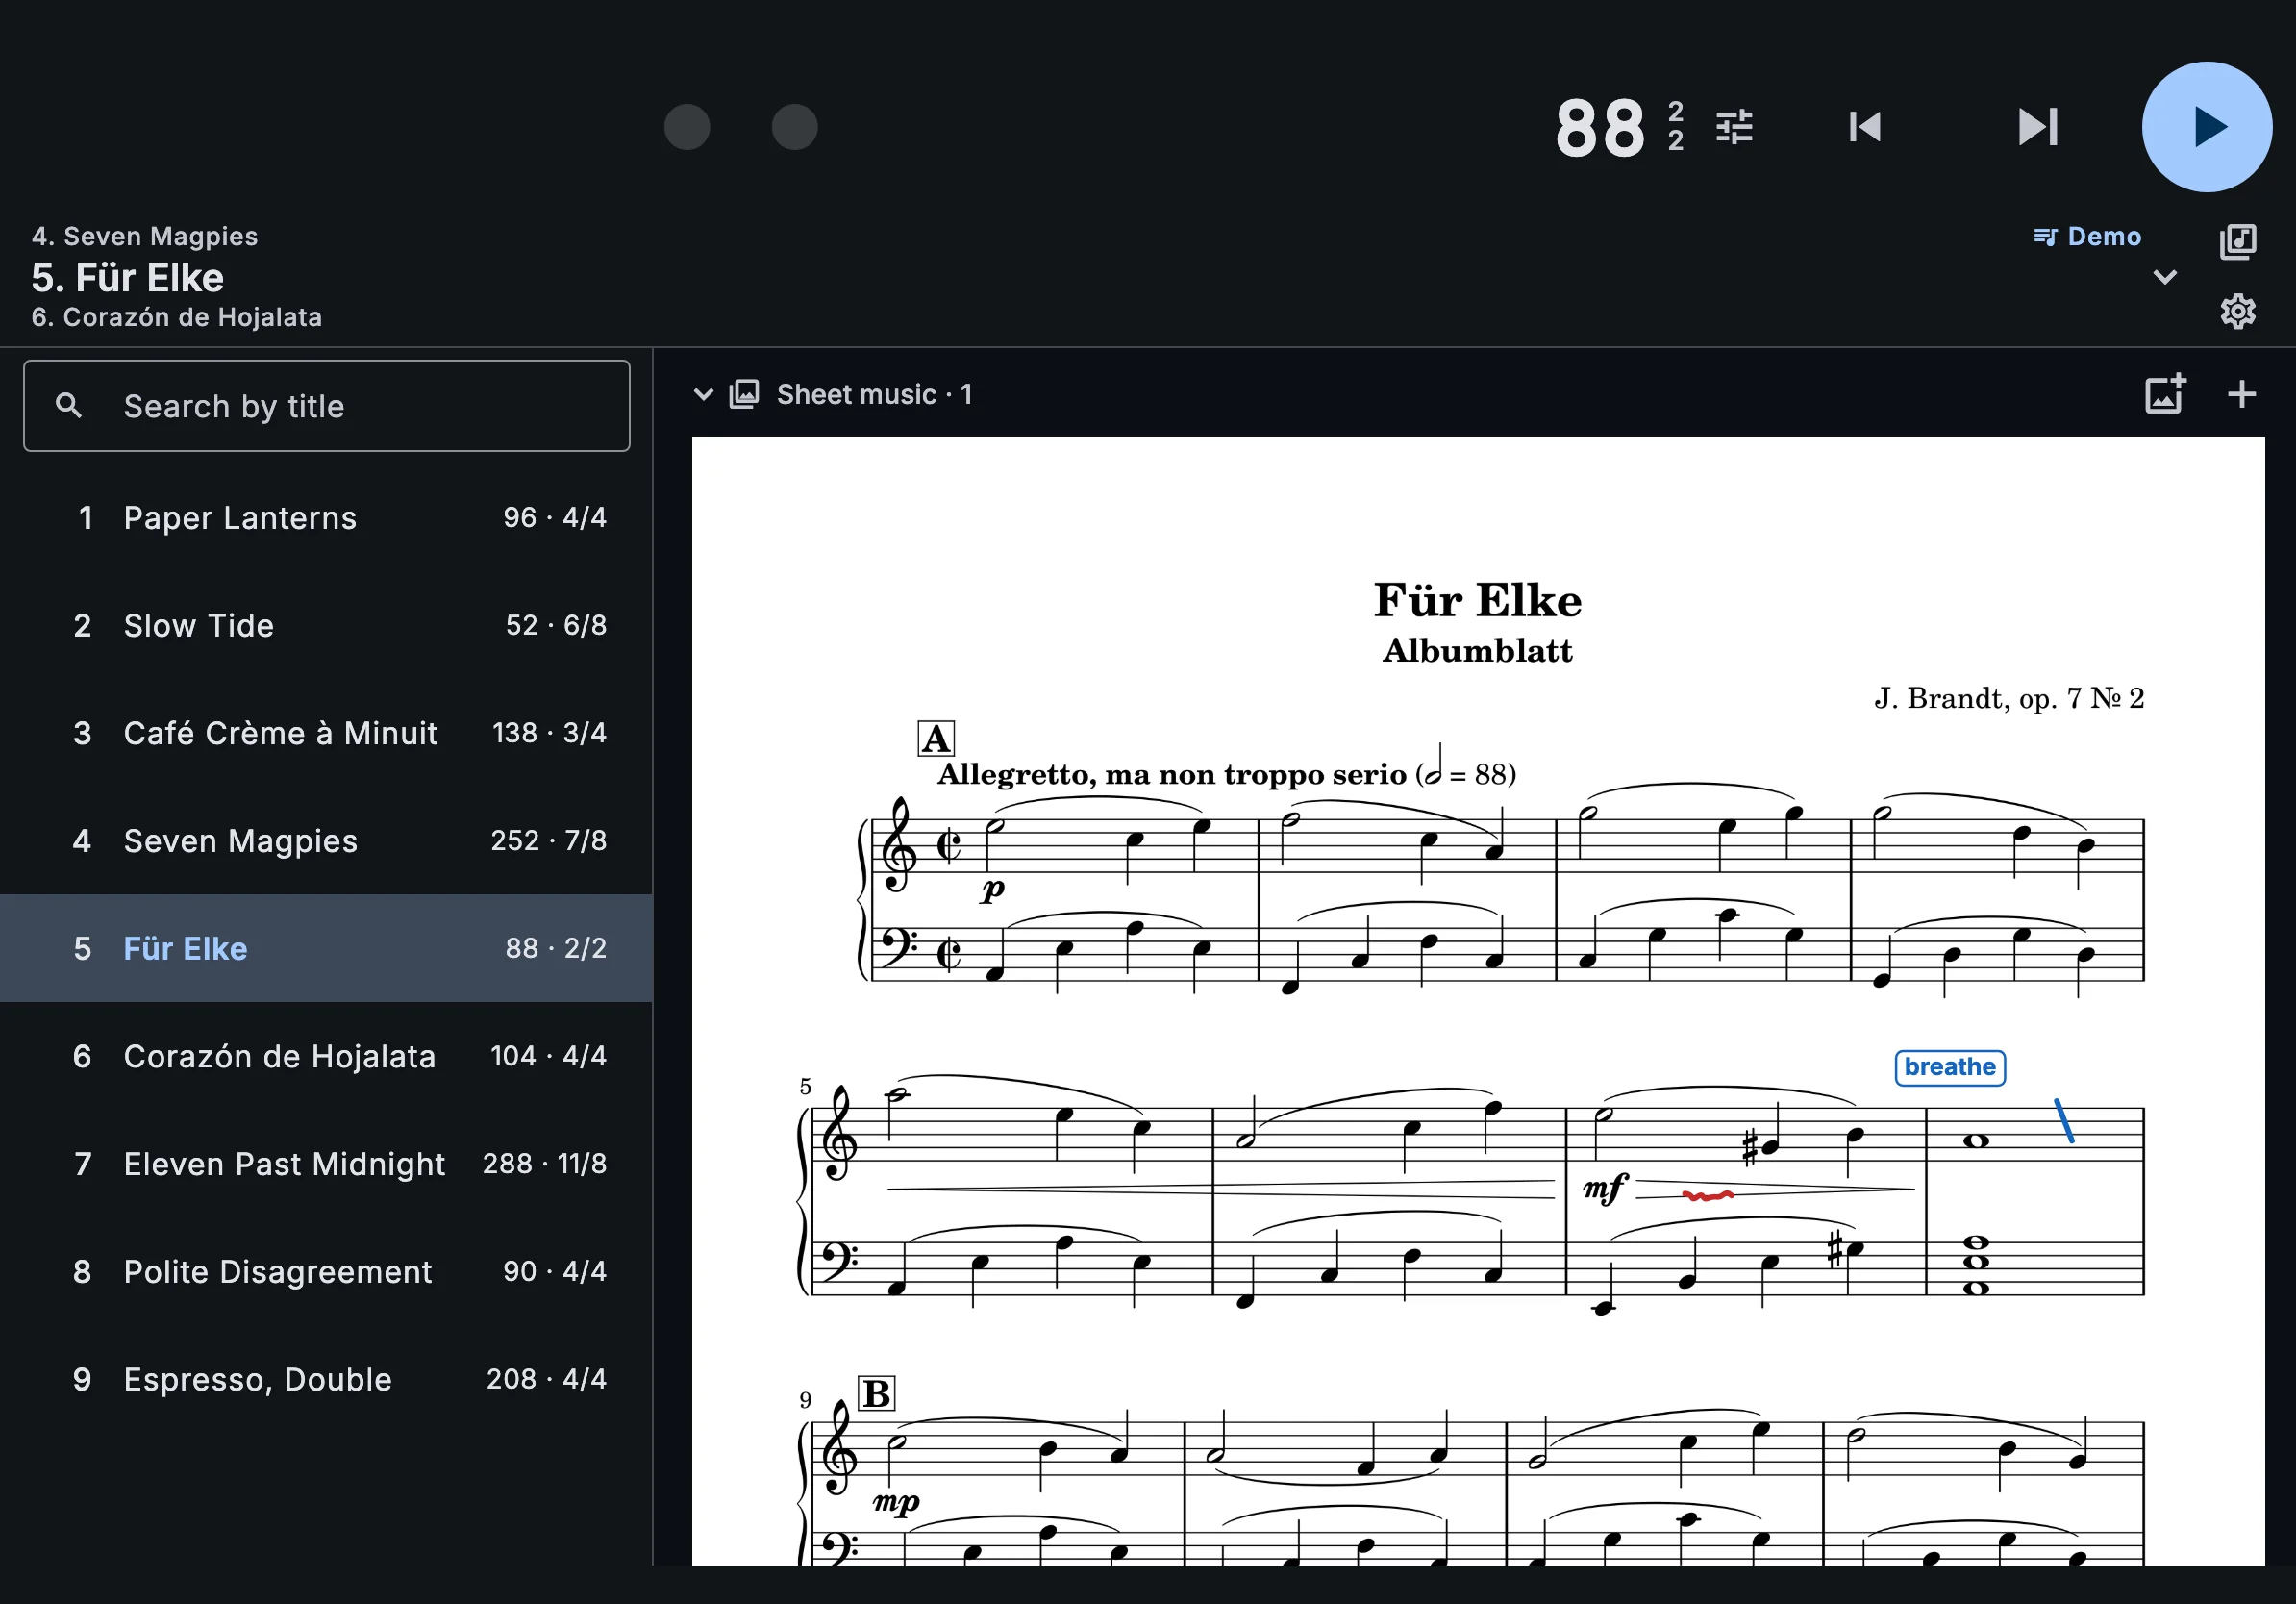 88 2
2
4. Seven Magpies
5. Für Elke
6. Corazón de Hojalata
Demo
Search by title
1 Paper Lanterns 96 · 4/4
2 Slow Tide 52 · 6/8
3 Café Crème à Minuit 138 · 3/4
4 Seven Magpies 252 · 7/8
5 Für Elke 88 · 2/2
6 Corazón de Hojalata 104 · 4/4
7 Eleven Past Midnight 288 · 11/8
8 Polite Disagreement 90 · 4/4
9 Espresso, Double 208 · 4/4
Sheet music · 1
Für Elke
Albumblatt
J. Brandt, op. 7 № 2
A
Allegretto, ma non troppo serio (𝅗𝅥 = 88)
p
breathe
5
mf
9 B
mp